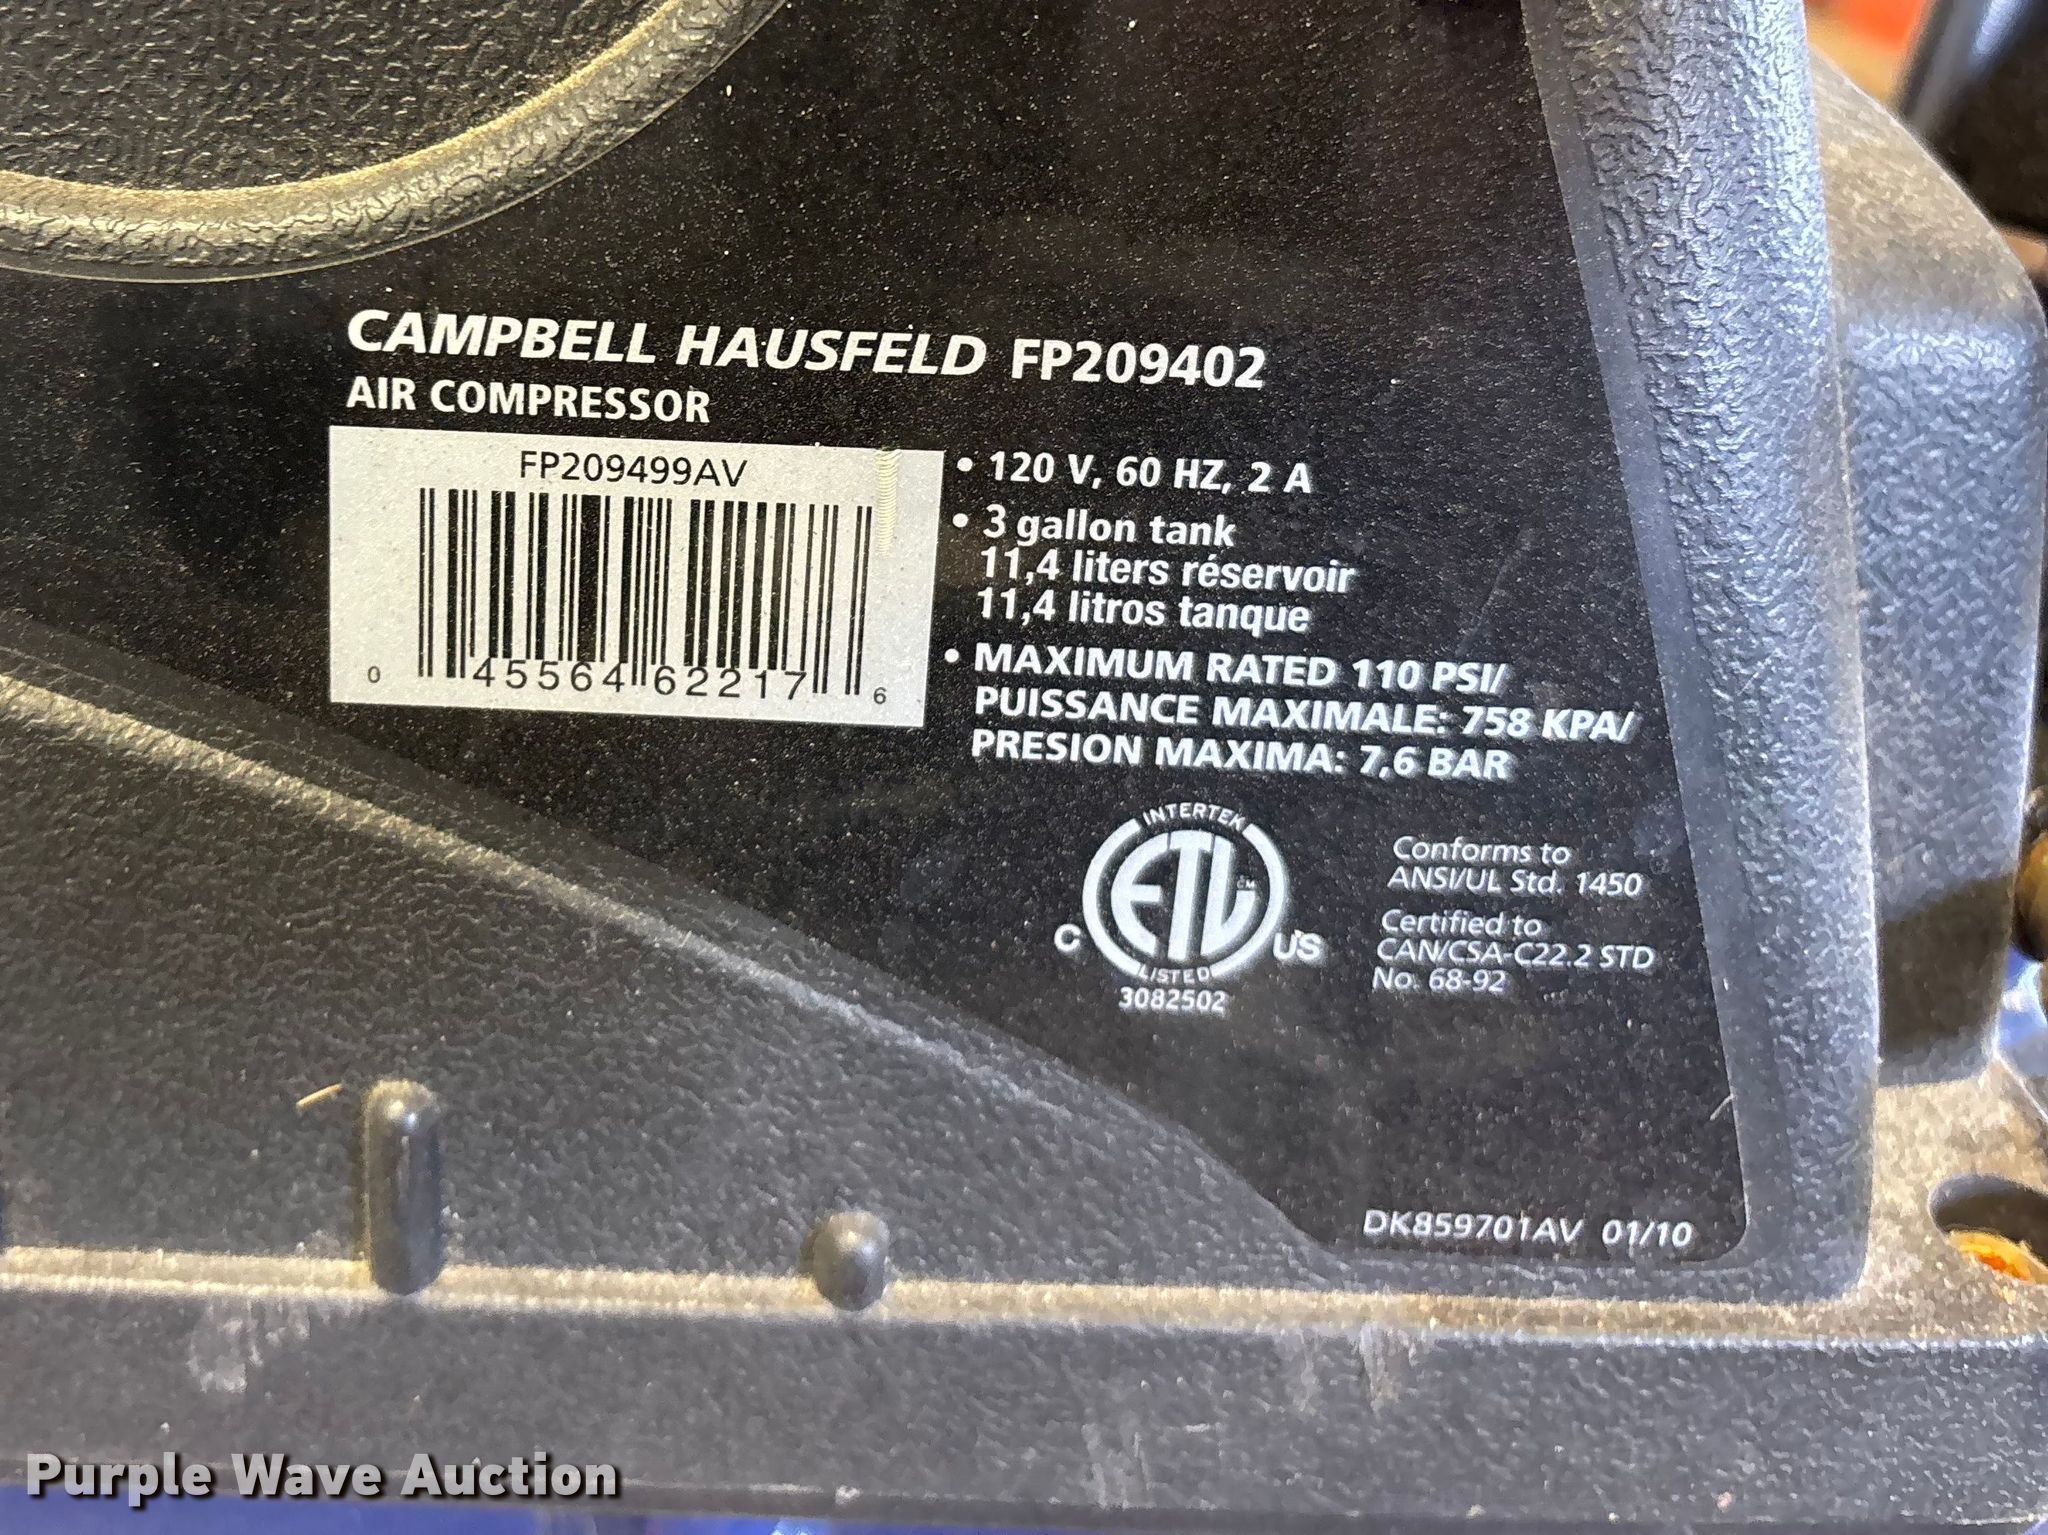 CAMPBELL HAUSFELD FP209402
AIR COMPRESSOR
FP209499AV
0 45564 62217 6
• 120 V, 60 HZ, 2 A
• 3 gallon tank
11,4 liters réservoir
11,4 litros tanque
• MAXIMUM RATED 110 PSI/
PUISSANCE MAXIMALE: 758 KPA/
PRESION MAXIMA: 7,6 BAR
INTERTEK
ETL CM
C US
LISTED
3082502
Conforms to
ANSI/UL Std. 1450
Certified to
CAN/CSA-C22.2 STD
No. 68-92
DK859701AV 01/10
Purple Wave Auction